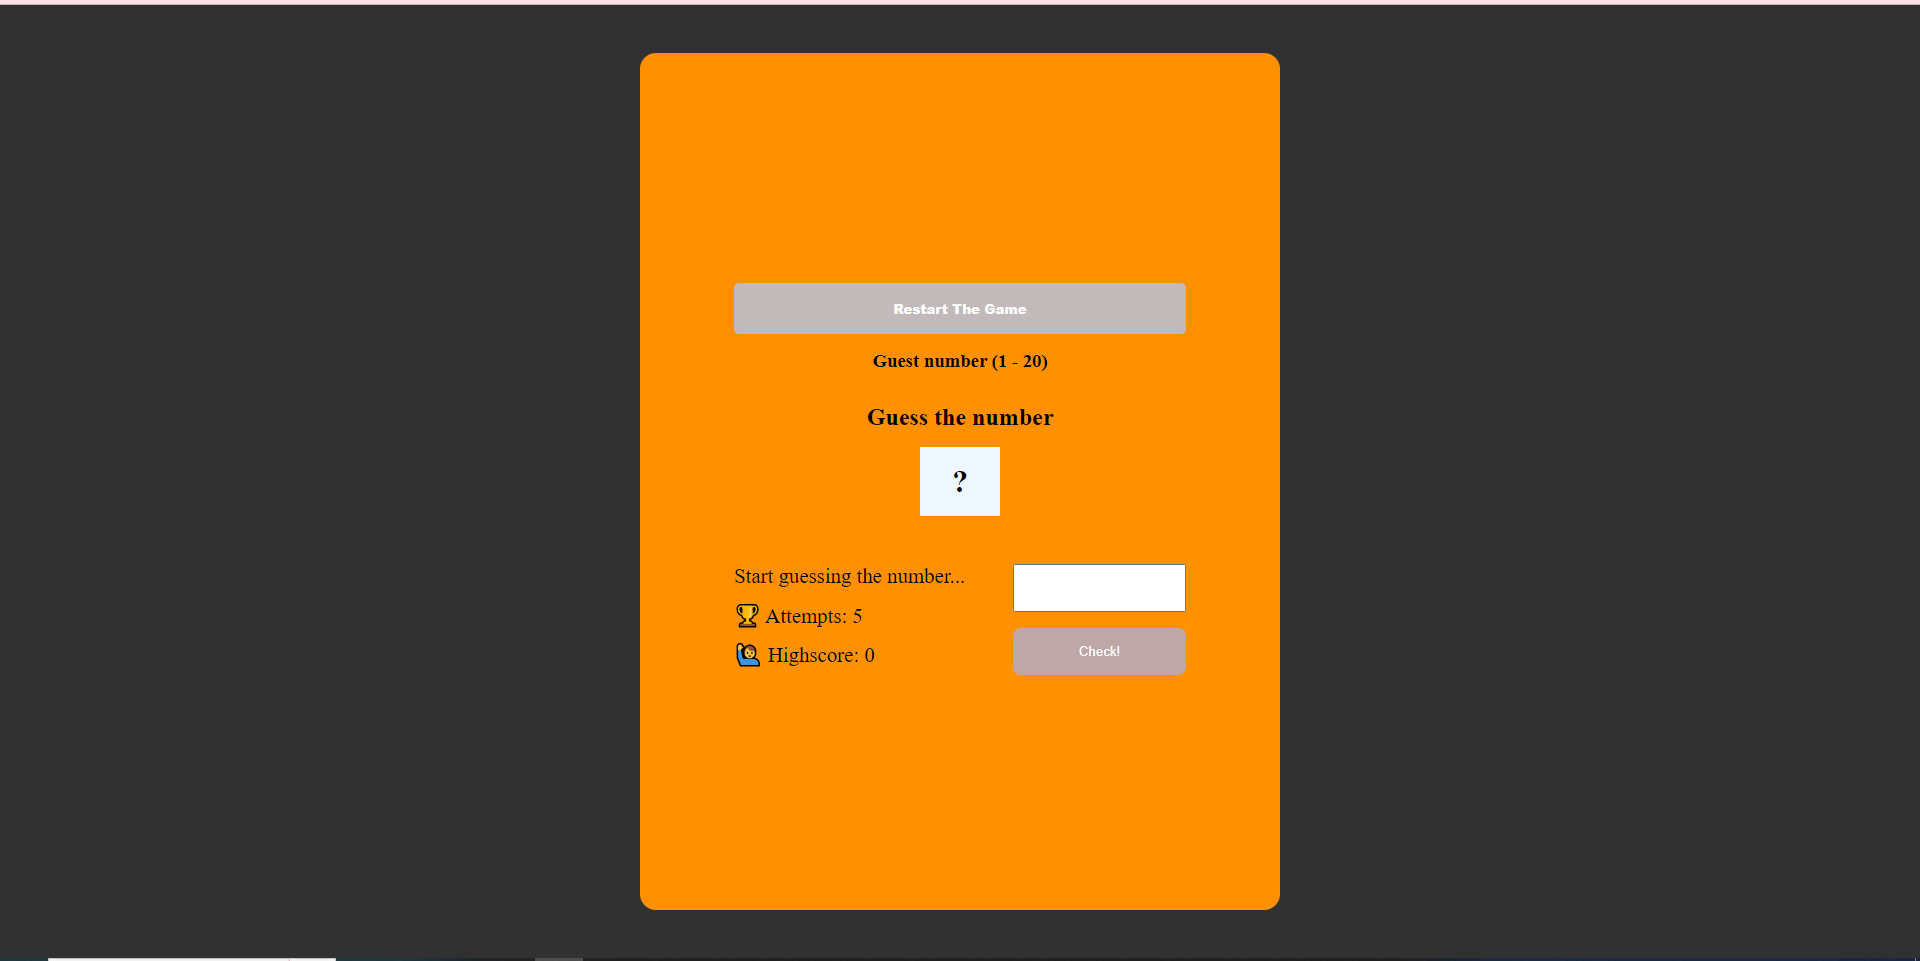 Restart The Game
Guest number (1 - 20)
Guess the number
?
Start guessing the number...
🏆 Attempts: 5
🙋 Highscore: 0
Check!